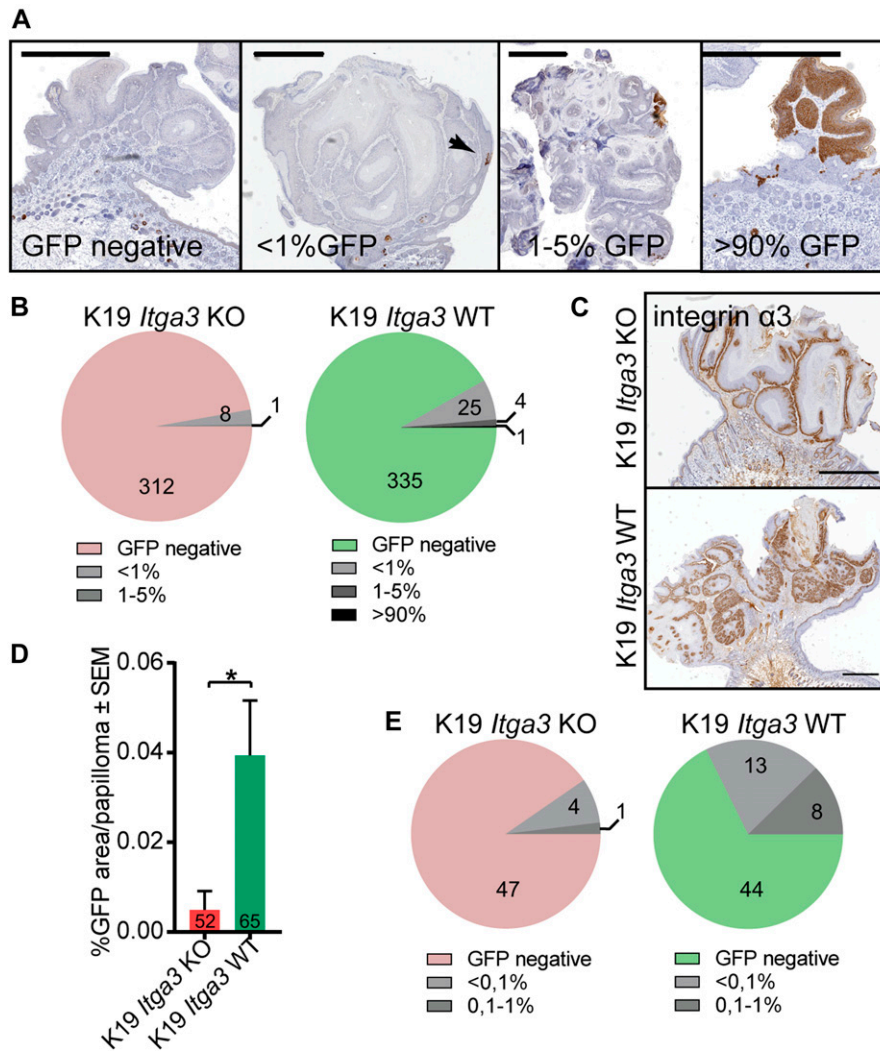 A
GFP negative
<1%GFP
1-5% GFP
>90% GFP
B
K19 Itga3 KO
8
1
312
GFP negative
<1%
1-5%
K19 Itga3 WT
25
4
1
335
GFP negative
<1%
1-5%
>90%
C
integrin α3
K19 Itga3 KO
K19 Itga3 WT
D
%GFP area/papilloma ± SEM
0.06
0.04
0.02
0.00
*
52
65
K19 Itga3 KO
K19 Itga3 WT
E
K19 Itga3 KO
4
1
47
GFP negative
<0,1%
0,1-1%
K19 Itga3 WT
13
8
44
GFP negative
<0,1%
0,1-1%